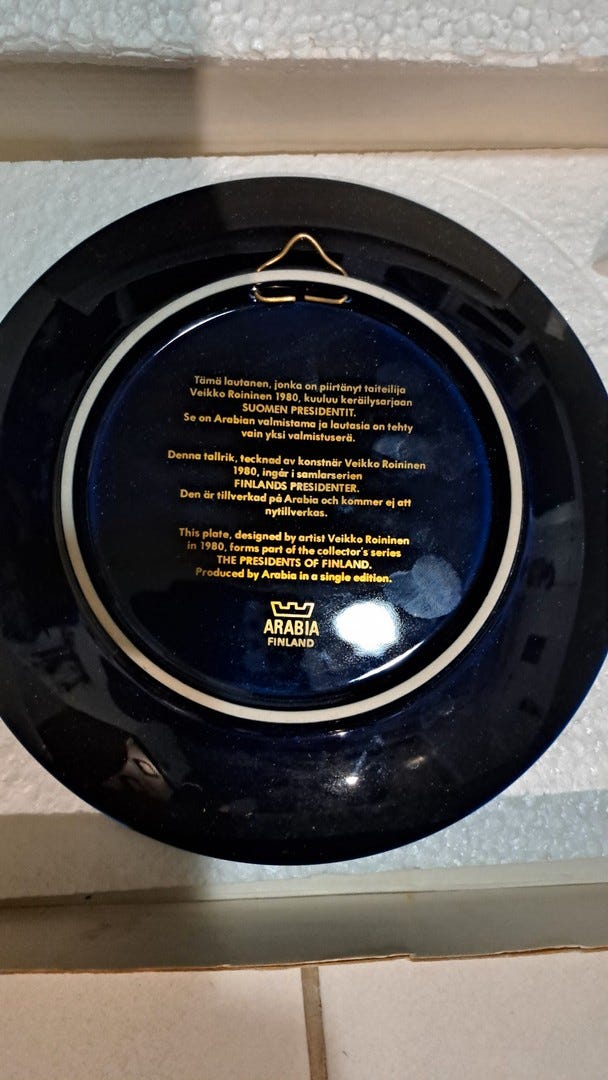 Tämä lautanen, jonka on piirtänyt taiteilija
Veikko Roininen 1980, kuuluu keräilysarjaan
SUOMEN PRESIDENTIT.
Se on Arabian valmistama ja lautasia on tehty
vain yksi valmistuserä.
Denna tallrik, tecknad av konstnär Veikko Roininen
1980, ingår i samlarserien
FINLANDS PRESIDENTER.
Den är tillverkad på Arabia och kommer ej att
nytillverkas.
This plate, designed by artist Veikko Roininen
in 1980, forms part of the collector's series
THE PRESIDENTS OF FINLAND.
Produced by Arabia in a single edition.
ARABIA
FINLAND